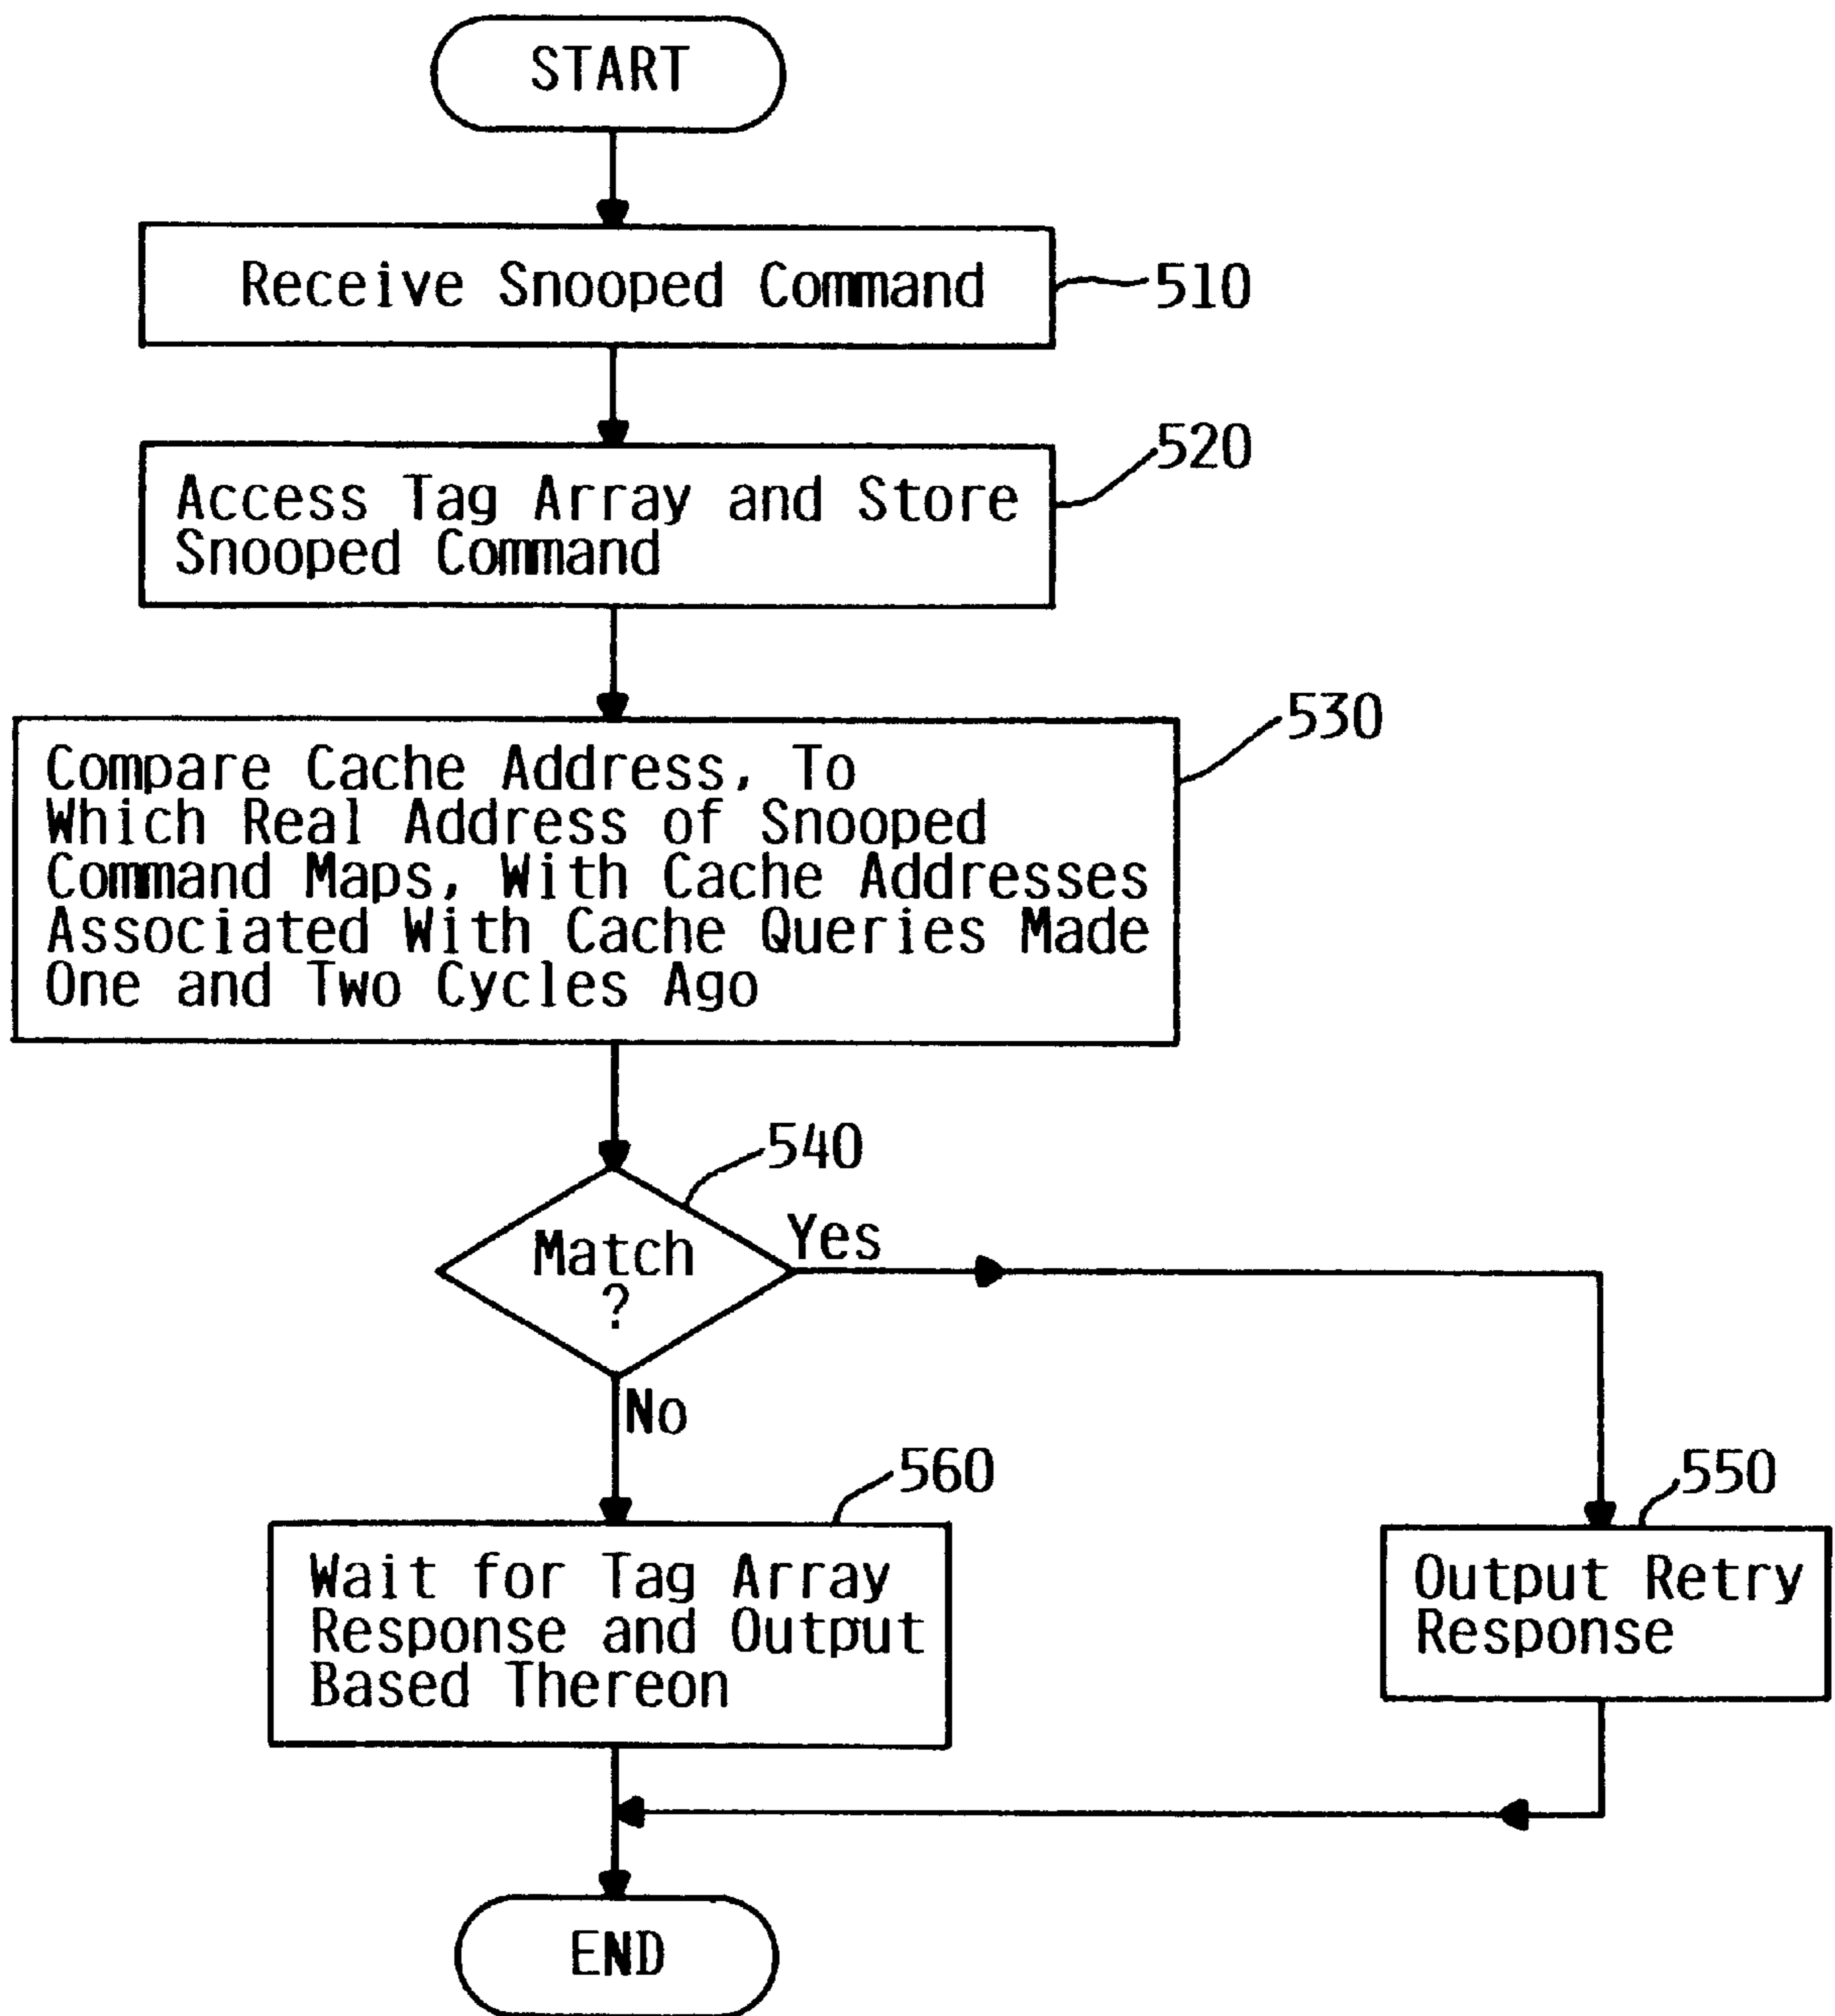 START
Receive Snooped Command
510
520
Access Tag Array and Store
Snooped Command
530
Compare Cache Address, To
Which Real Address of Snooped
Command Maps, With Cache Addresses
Associated With Cache Queries Made
One and Two Cycles Ago
540
Match
?
Yes
No
560
Wait for Tag Array
Response and Output
Based Thereon
550
Output Retry
Response
END